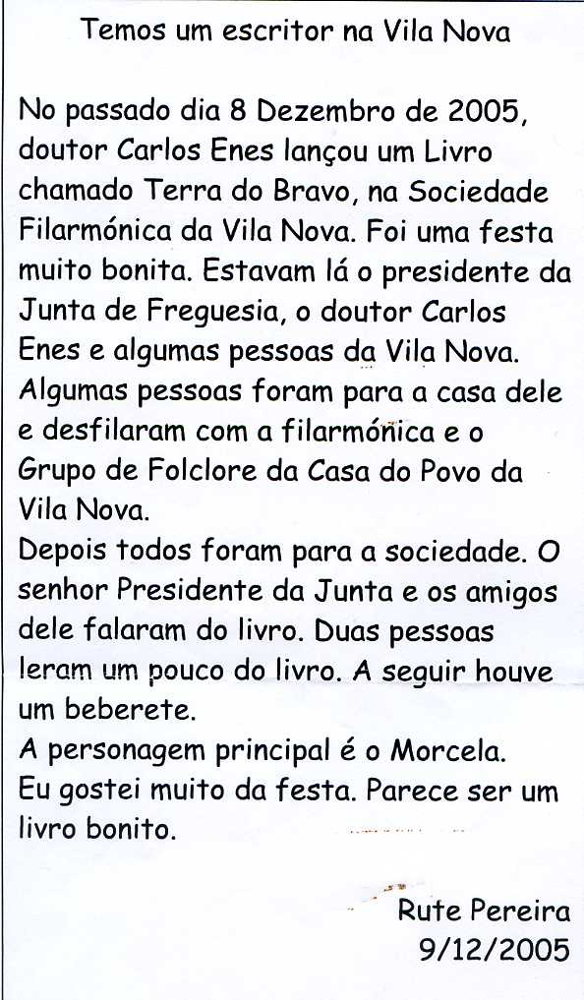 Temos um escritor na Vila Nova
No passado dia 8 Dezembro de 2005,
doutor Carlos Enes lançou um Livro
chamado Terra do Bravo, na Sociedade
Filarmónica da Vila Nova. Foi uma festa
muito bonita. Estavam lá o presidente da
Junta de Freguesia, o doutor Carlos
Enes e algumas pessoas da Vila Nova.
Algumas pessoas foram para a casa dele
e desfilaram com a filarmónica e o
Grupo de Folclore da Casa do Povo da
Vila Nova.
Depois todos foram para a sociedade. O
senhor Presidente da Junta e os amigos
dele falaram do livro. Duas pessoas
leram um pouco do livro. A seguir houve
um beberete.
A personagem principal é o Morcela.
Eu gostei muito da festa. Parece ser um
livro bonito.
Rute Pereira
9/12/2005